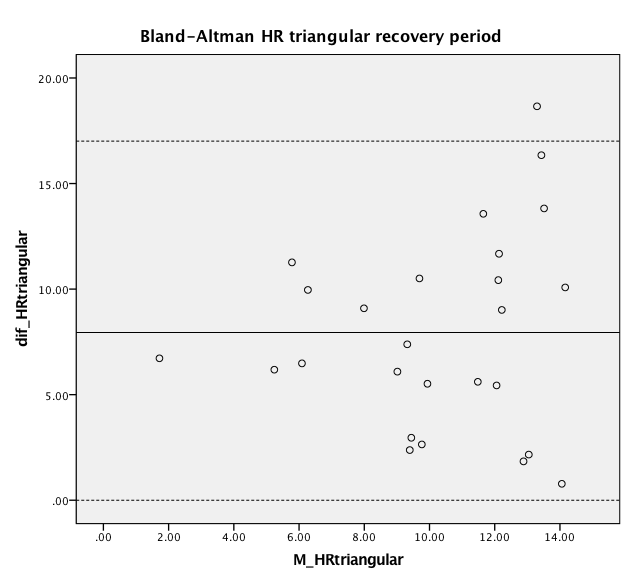 Bland-Altman HR triangular recovery period
20.00
15.00
10.00
5.00
.00
dif_HRtriangular
.00 2.00 4.00 6.00 8.00 10.00 12.00 14.00
M_HRtriangular